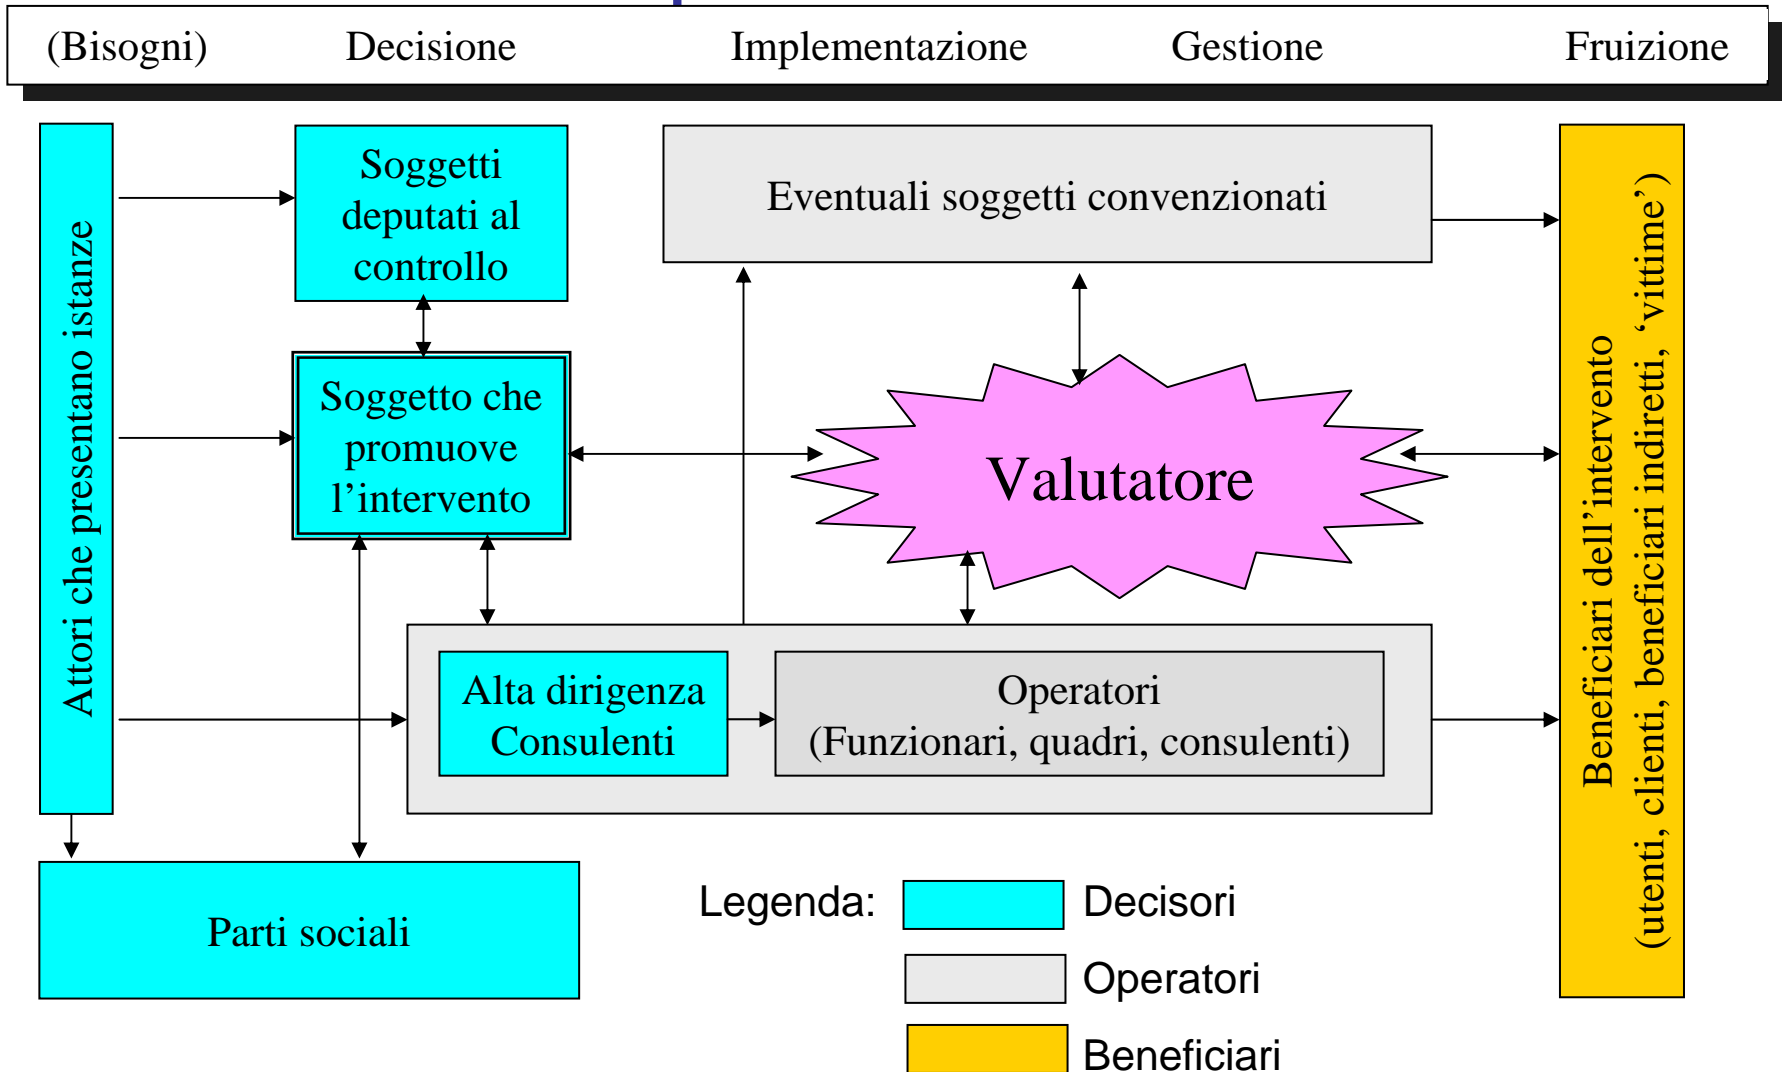 (Bisogni) Decisione Implementazione Gestione Fruizione
Attori che presentano istanze
Soggetti
deputati al
controllo
Eventuali soggetti convenzionati
Soggetto che
promuove
l’intervento
Valutatore
Alta dirigenza
Consulenti
Operatori
(Funzionari, quadri, consulenti)
Beneficiari dell’intervento
(utenti, clienti, beneficiari indiretti, ‘vittime’)
Parti sociali
Legenda:
Decisori
Operatori
Beneficiari